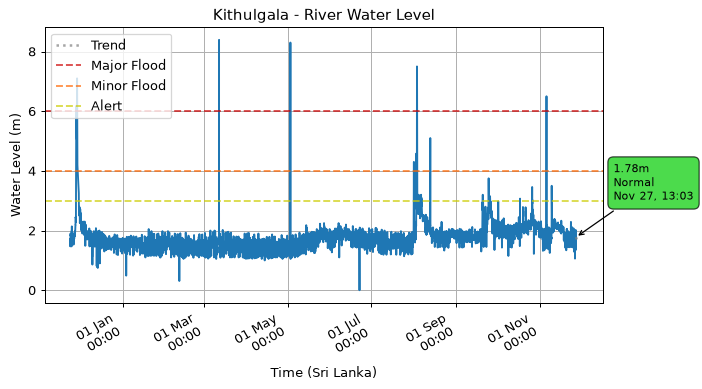 Kithulgala - River Water Level
Trend
Major Flood
Minor Flood
Alert
Water Level (m)
8
6
4
2
0
1.78m
Normal
Nov 27, 13:03
01 Jan
00:00
01 Mar
00:00
01 May
00:00
01 Jul
00:00
01 Sep
00:00
01 Nov
00:00
Time (Sri Lanka)